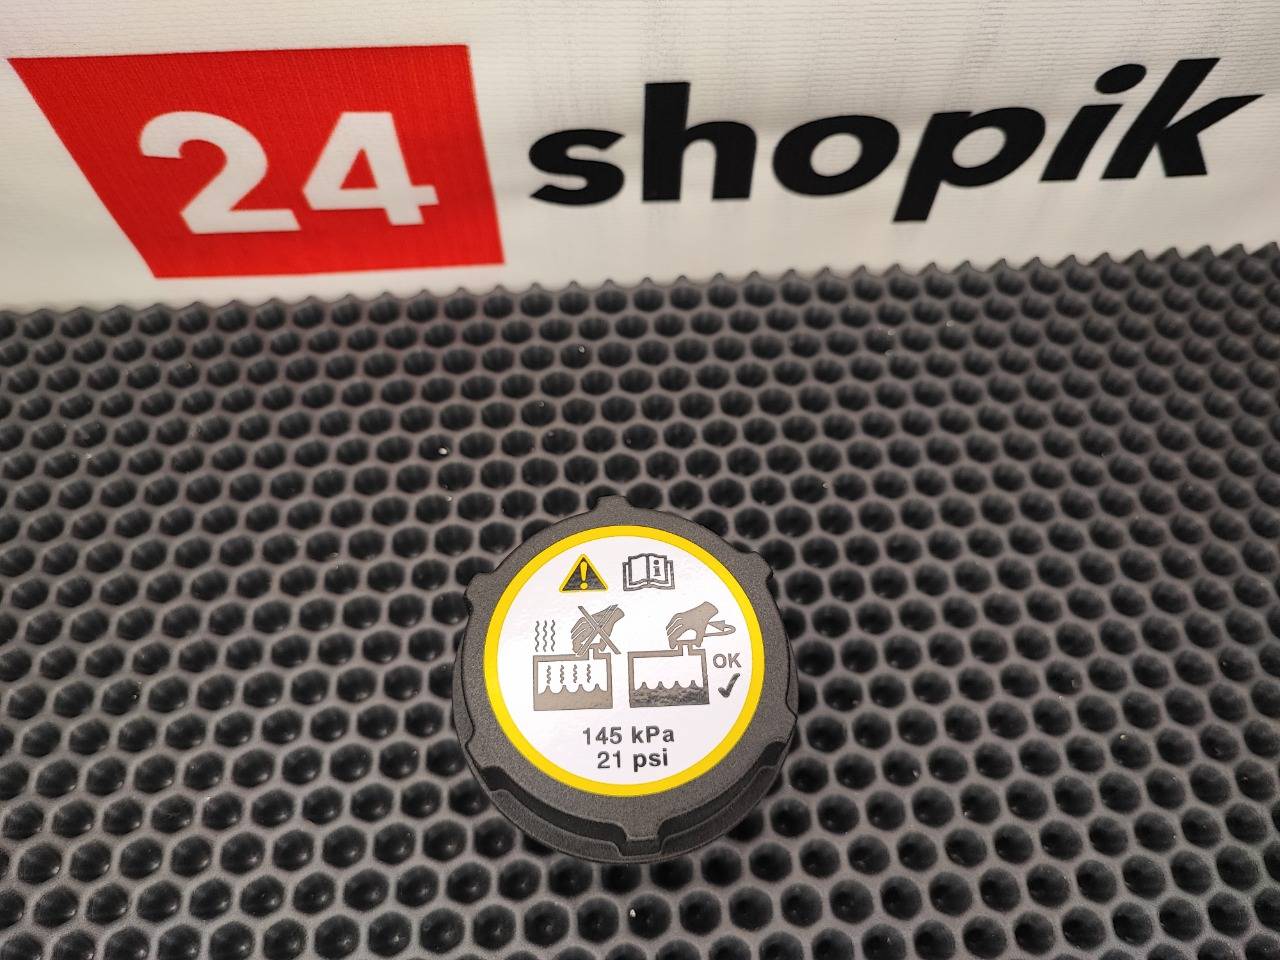 24 shopik
OK
145 kPa
21 psi